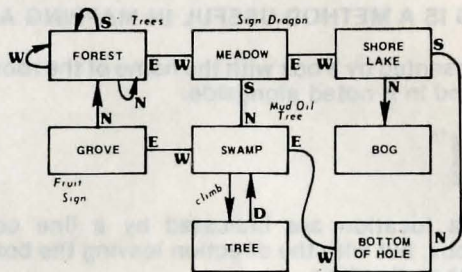 IS A METHOD USEFUL IN MAPPING A
S Trees Sign Dragon
W FOREST E W MEADOW E SHORE LAKE S
N S N
N Mud Oil Tree
N N
GROVE E W SWAMP E BOG
Fruit Sign climb D
TREE W BOTTOM OF HOLE N